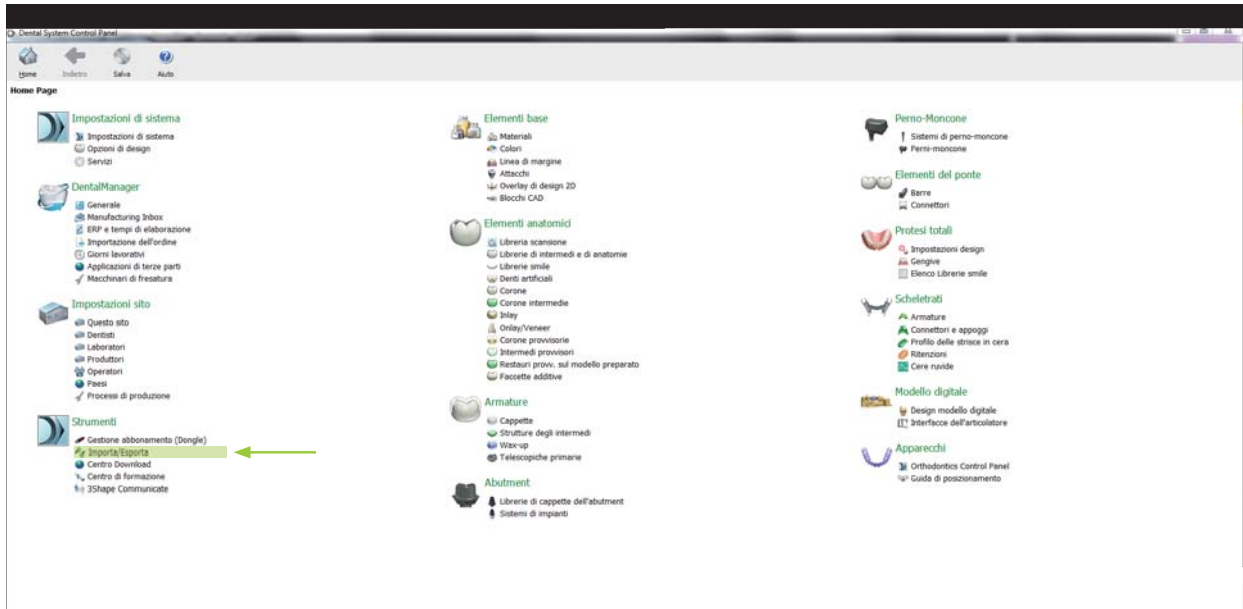 Dental System Control Panel
Home
Indietro
Salva
Aiuto
Home Page
Impostazioni di sistema
Impostazioni di sistema
Opzioni di design
Servizi
DentalManager
Generale
Manufacturing Inbox
ERP e tempi di elaborazione
Importazione dell'ordine
Giorni lavorativi
Applicazioni di terze parti
Macchinari di fresatura
Impostazioni sito
Questo sito
Dentisti
Laboratori
Produttori
Operatori
Paesi
Processi di produzione
Strumenti
Gestione abbonamento (Dongle)
Importa/Esporta
Centro Download
Centro di formazione
3Shape Communicate
Elementi base
Materiali
Colori
Linea di margine
Attacchi
Overlay di design 2D
Blocchi CAD
Elementi anatomici
Libreria scansione
Librerie di intermedi e di anatomie
Librerie smile
Denti artificiali
Corone
Corone intermedie
Inlay
Onlay/Veneer
Corone provvisorie
Intermedi provvisori
Restauri provv. sul modello preparato
Faccette additive
Armature
Cappette
Strutture degli intermedi
Wax-up
Telescopiche primarie
Abutment
Librerie di cappette dell'abutment
Sistemi di impianti
Perno-Moncone
Sistemi di perno-moncone
Perni-moncone
Elementi del ponte
Barre
Connettori
Protesi totali
Impostazioni design
Gengive
Elenco Librerie smile
Scheletrati
Armature
Connettori e appoggi
Profilo delle strisce in cera
Ritenzioni
Cere ruvide
Modello digitale
Design modello digitale
Interfacce dell'articolatore
Apparecchi
Orthodontics Control Panel
Guida di posizionamento